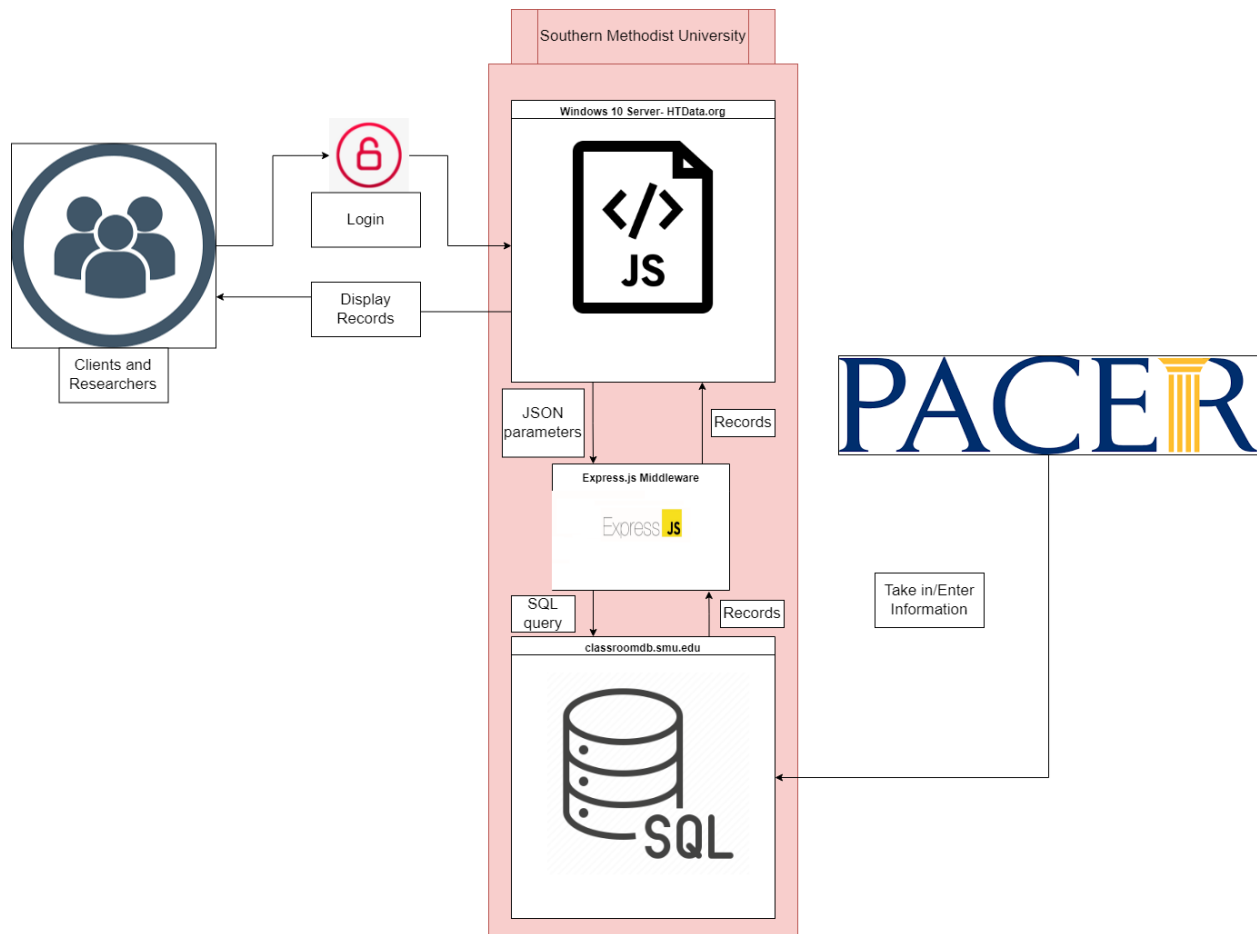 Southern Methodist University
Windows 10 Server- HTData.org
</>
JS
Login
Display
Records
Clients and
Researchers
JSON
parameters
Records
PACER
Express.js Middleware
Express JS
Take in/Enter
Information
SQL
query
Records
classroomdb.smu.edu
SQL